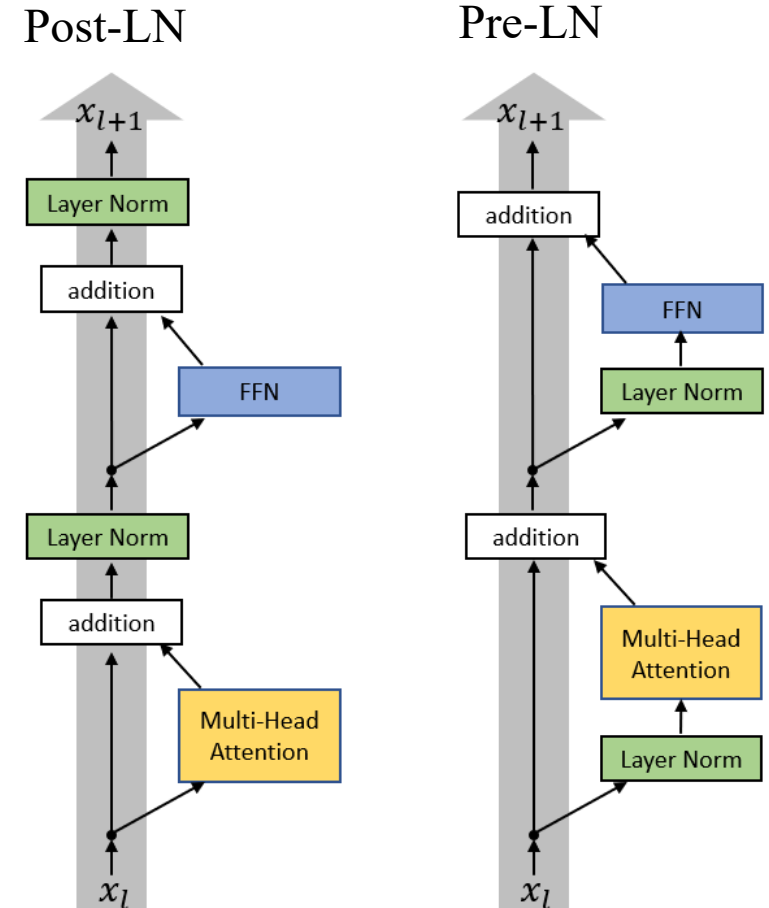 Post-LN
x_{l+1}
Layer Norm
addition
FFN
Layer Norm
addition
Multi-Head
Attention
x_l
Pre-LN
x_{l+1}
addition
FFN
Layer Norm
addition
Multi-Head
Attention
Layer Norm
x_l